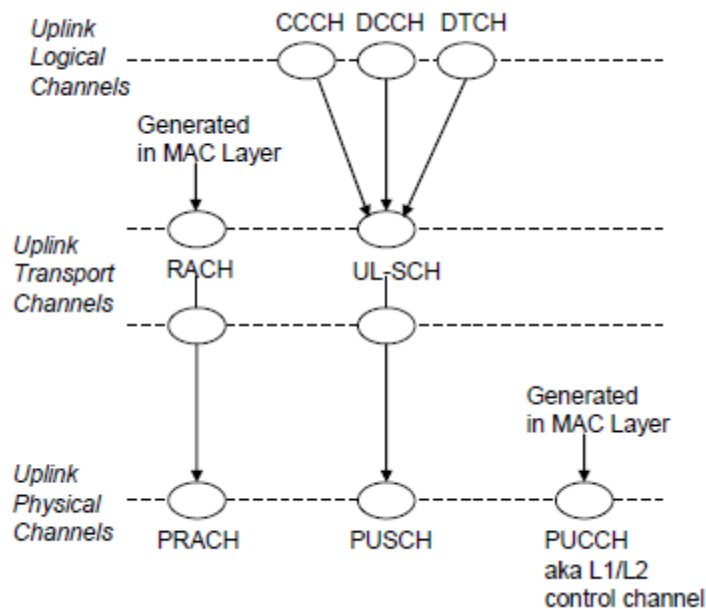 CCCH DCCH DTCH
Uplink
Logical
Channels
Generated
in MAC Layer
Uplink
Transport
Channels
RACH
UL-SCH
Generated
in MAC Layer
Uplink
Physical
Channels
PRACH
PUSCH
PUCCH
aka L1/L2
control channel